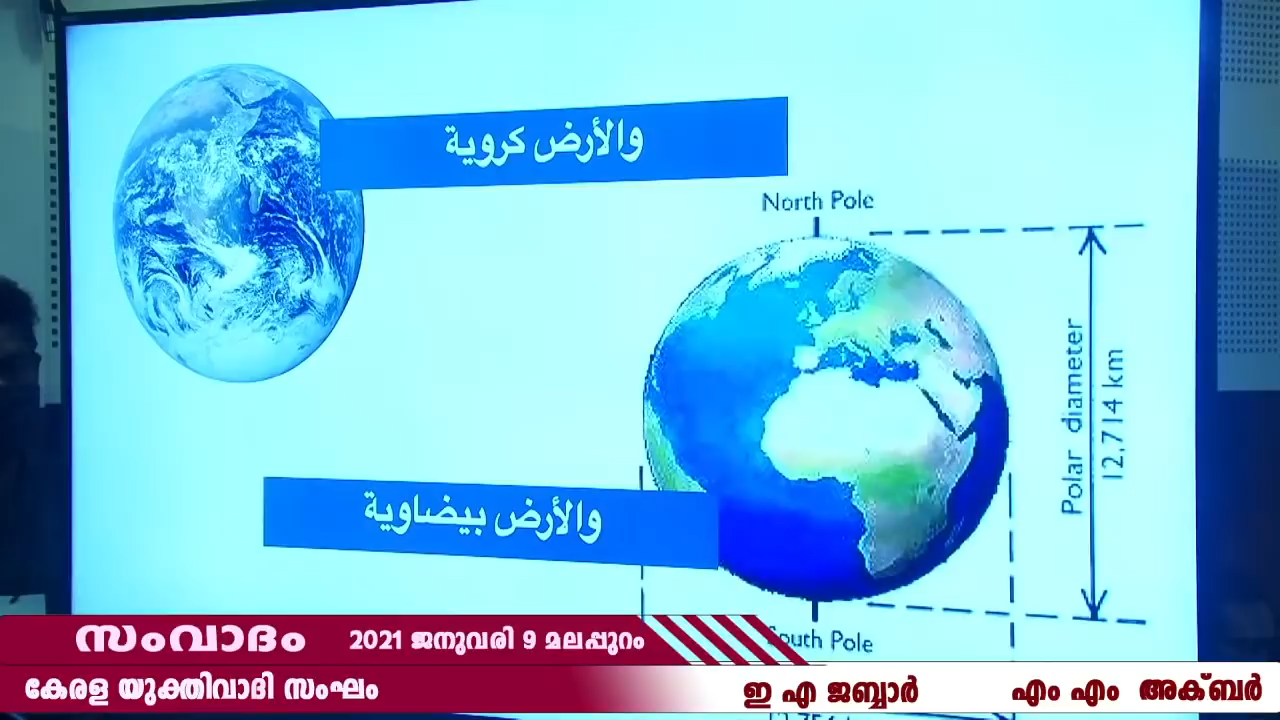 والأرض كروية
North Pole
Polar diameter
12,714 km
والأرض بيضاوية
South Pole
സംവാദം 2021 ജനുവരി 9 മലപ്പുറം
കേരള യുക്തിവാദി സംഘം
ഇ എ ജബ്ബാർ
എം എം അക്ബർ